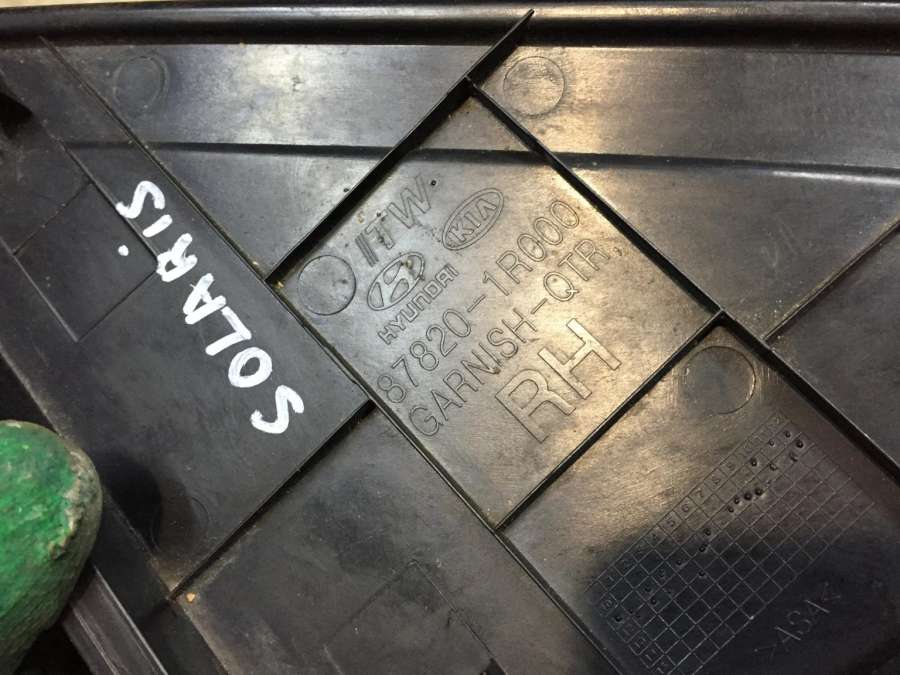 SOLARiS
ITW
HYUNDAI
KIA
87820-1R000
GARNISH-QTR,
RH
>ASA<